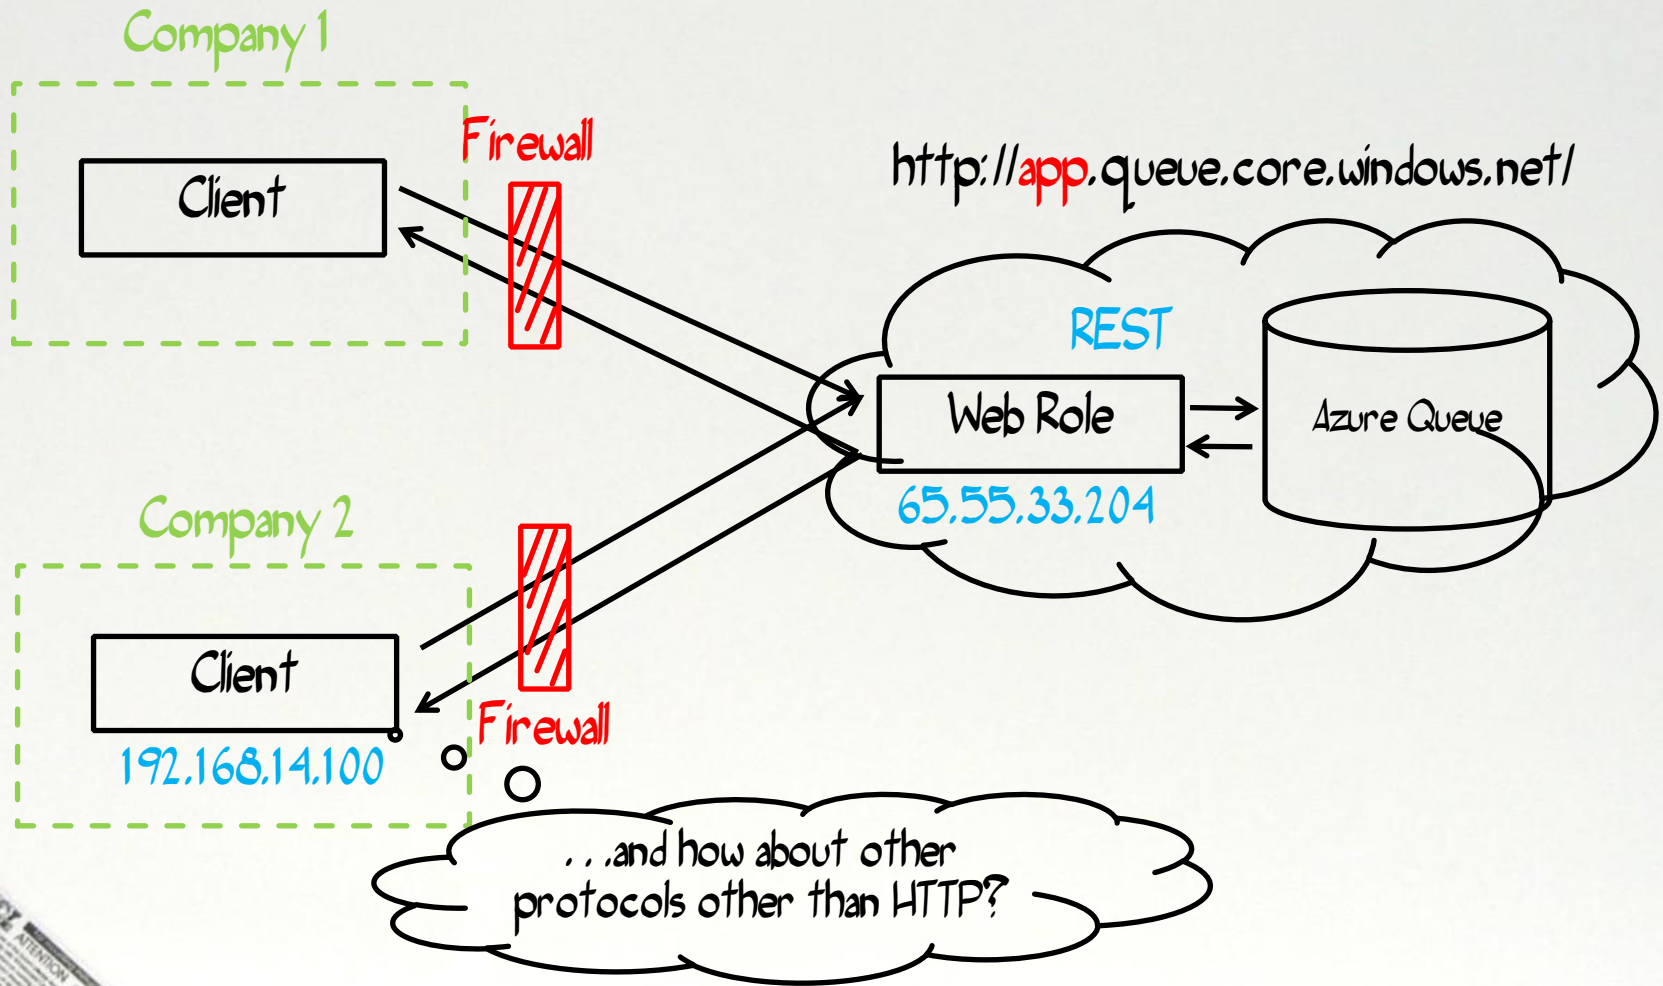 Company 1
Firewall
Client
http://app.queue.core.windows.net/
REST
Web Role
Azure Queue
65.55.33.204
Company 2
Client
Firewall
192.168.14.100
...and how about other
protocols other than HTTP?
ATTENTION